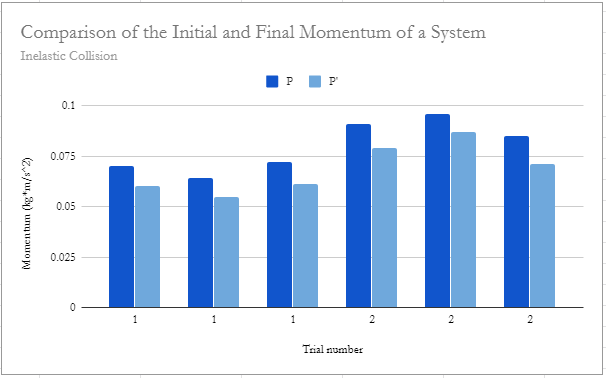 Comparison of the Initial and Final Momentum of a System
Inelastic Collision
P P'
0.1
0.075
0.05
0.025
0
Momentum (kg*m/s^2)
1 1 1 2 2 2
Trial number